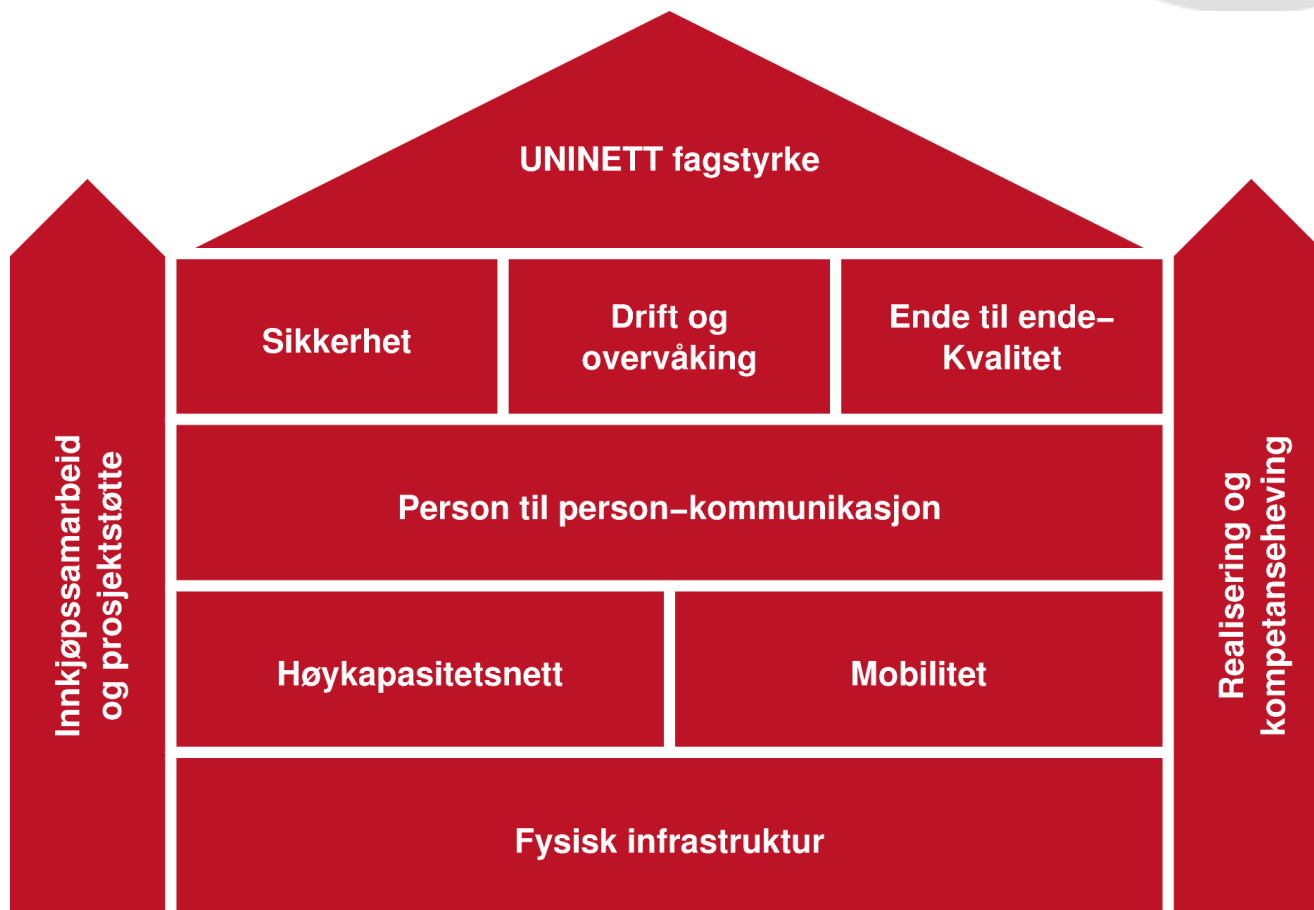 UNINETT fagstyrke
Sikkerhet
Drift og
overvåking
Ende til ende–
Kvalitet
Person til person–kommunikasjon
Høykapasitetsnett
Mobilitet
Fysisk infrastruktur
Innkjøpssamarbeid
og prosjektstøtte
Realisering og
kompetanseheving